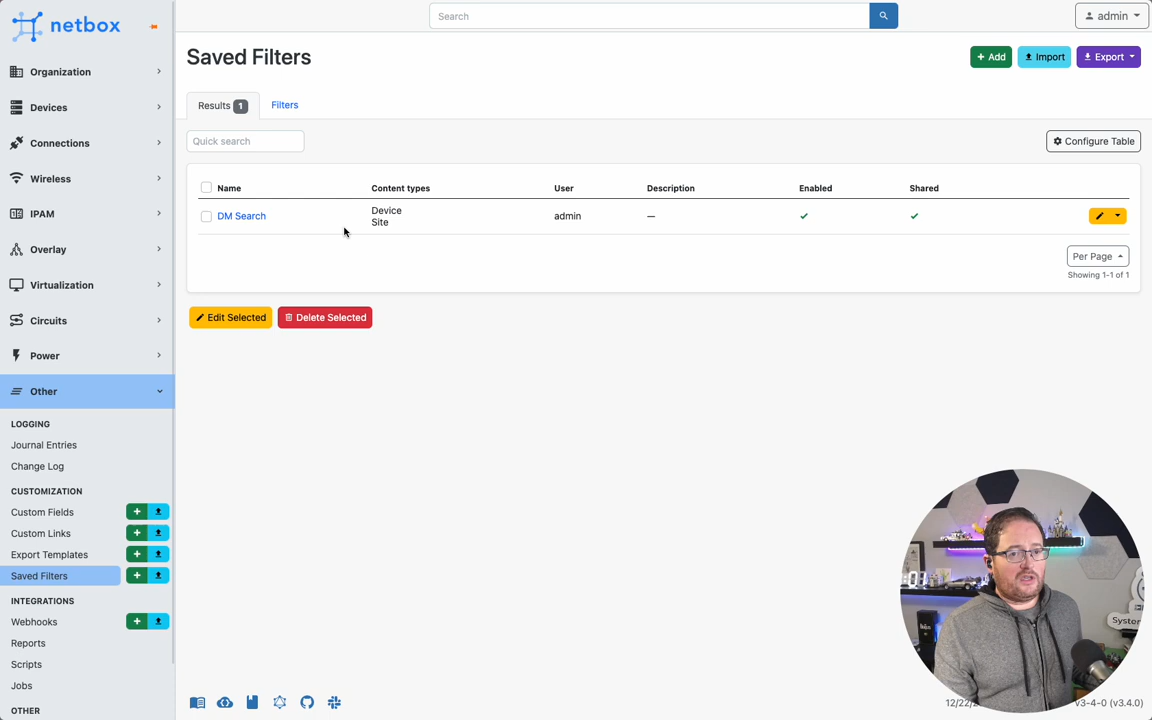 netbox
Search
admin
Organization
Devices
Connections
Wireless
IPAM
Overlay
Virtualization
Circuits
Power
Other
LOGGING
Journal Entries
Change Log
CUSTOMIZATION
Custom Fields
Custom Links
Export Templates
Saved Filters
INTEGRATIONS
Webhooks
Reports
Scripts
Jobs
OTHER
Saved Filters
+ Add
Import
Export
Results 1
Filters
Quick search
Configure Table
Name Content types User Description Enabled Shared
DM Search Device admin —
Site
Per Page
Showing 1-1 of 1
Edit Selected Delete Selected
12/22/2
v3-4-0 (v3.4.0)